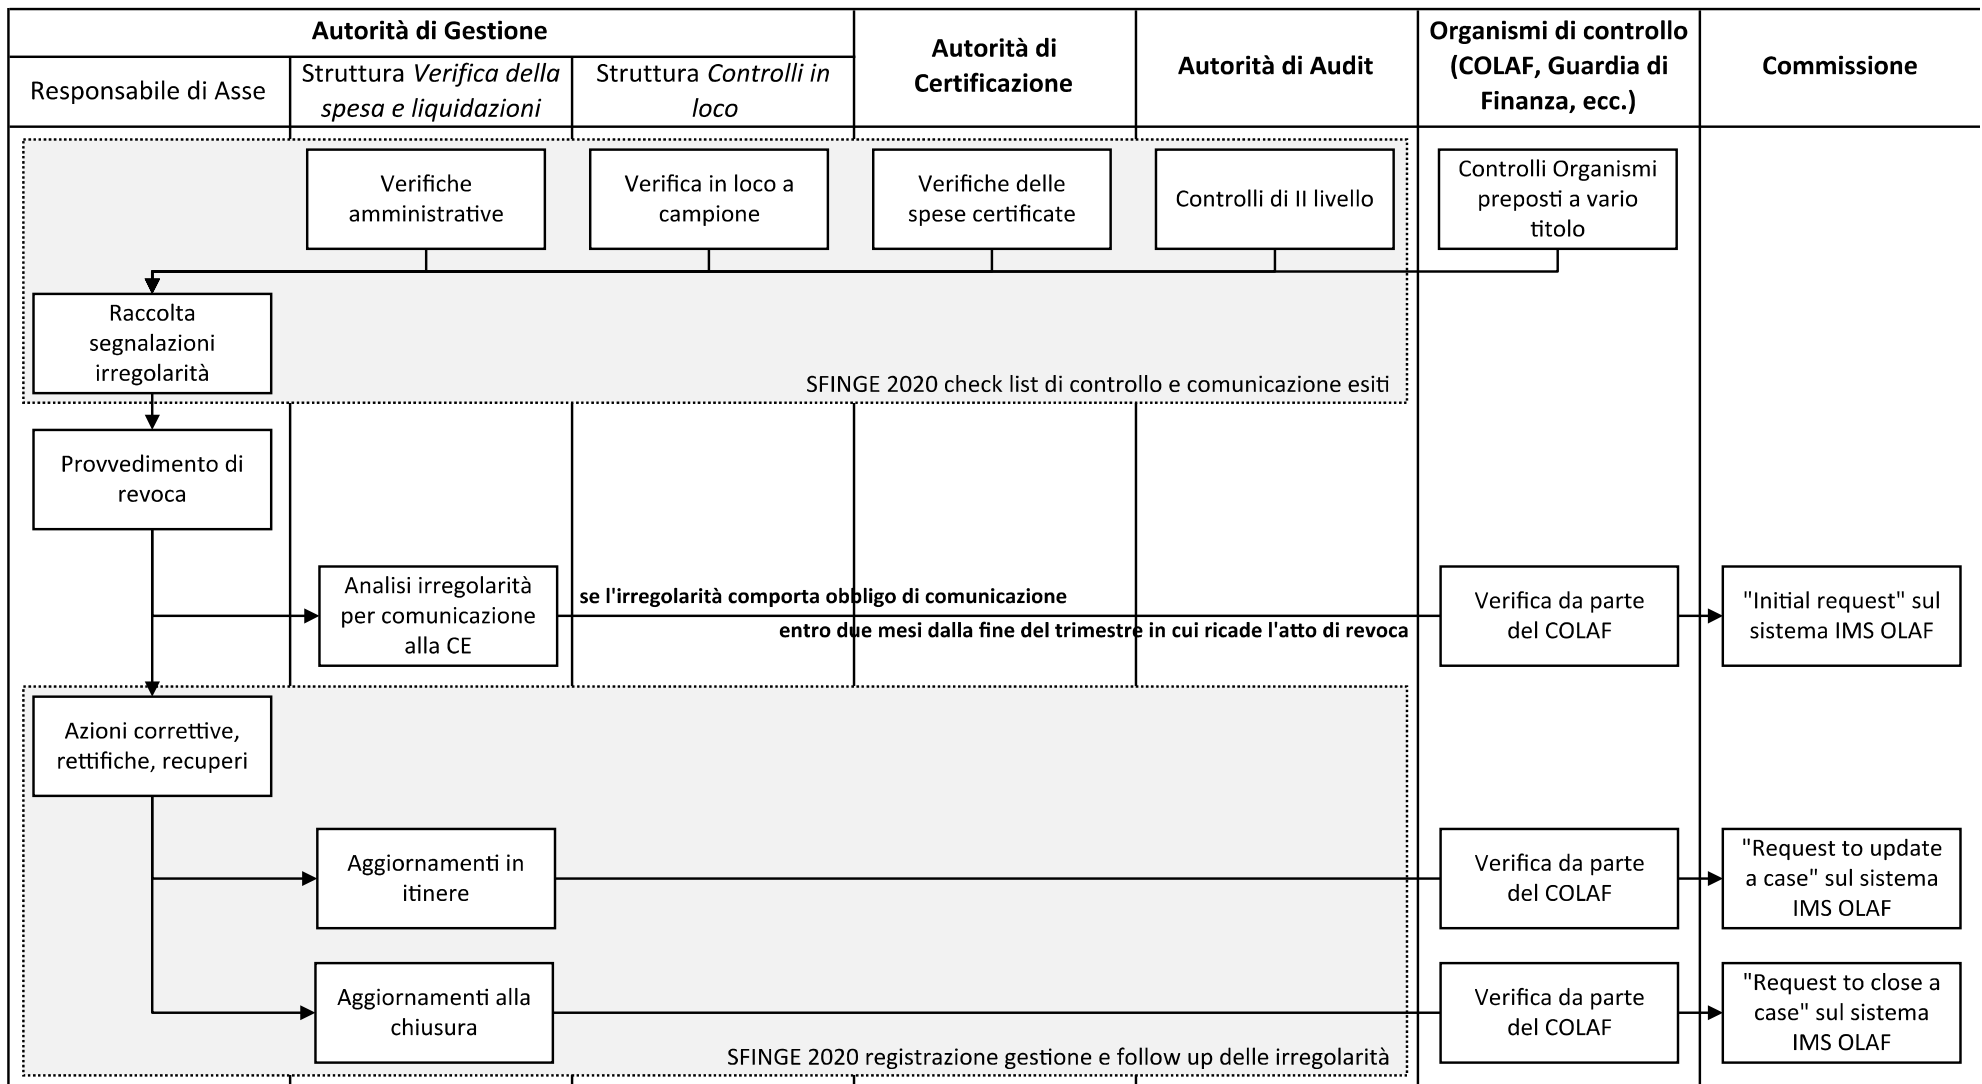 Autorità di Gestione
Responsabile di Asse
Struttura Verifica della
spesa e liquidazioni
Struttura Controlli in
loco
Autorità di
Certificazione
Autorità di Audit
Organismi di controllo
(COLAF, Guardia di
Finanza, ecc.)
Commissione
Verifiche
amministrative
Verifica in loco a
campione
Verifiche delle
spese certificate
Controlli di II livello
Controlli Organismi
preposti a vario
titolo
Raccolta
segnalazioni
irregolarità
SFINGE 2020 check list di controllo e comunicazione esiti
Provvedimento di
revoca
Analisi irregolarità
per comunicazione
alla CE
se l'irregolarità comporta obbligo di comunicazione
entro due mesi dalla fine del trimestre in cui ricade l'atto di revoca
Verifica da parte
del COLAF
"Initial request" sul
sistema IMS OLAF
Azioni correttive,
rettifiche, recuperi
Aggiornamenti in
itinere
Verifica da parte
del COLAF
"Request to update
a case" sul sistema
IMS OLAF
Aggiornamenti alla
chiusura
Verifica da parte
del COLAF
"Request to close a
case" sul sistema
IMS OLAF
SFINGE 2020 registrazione gestione e follow up delle irregolarità